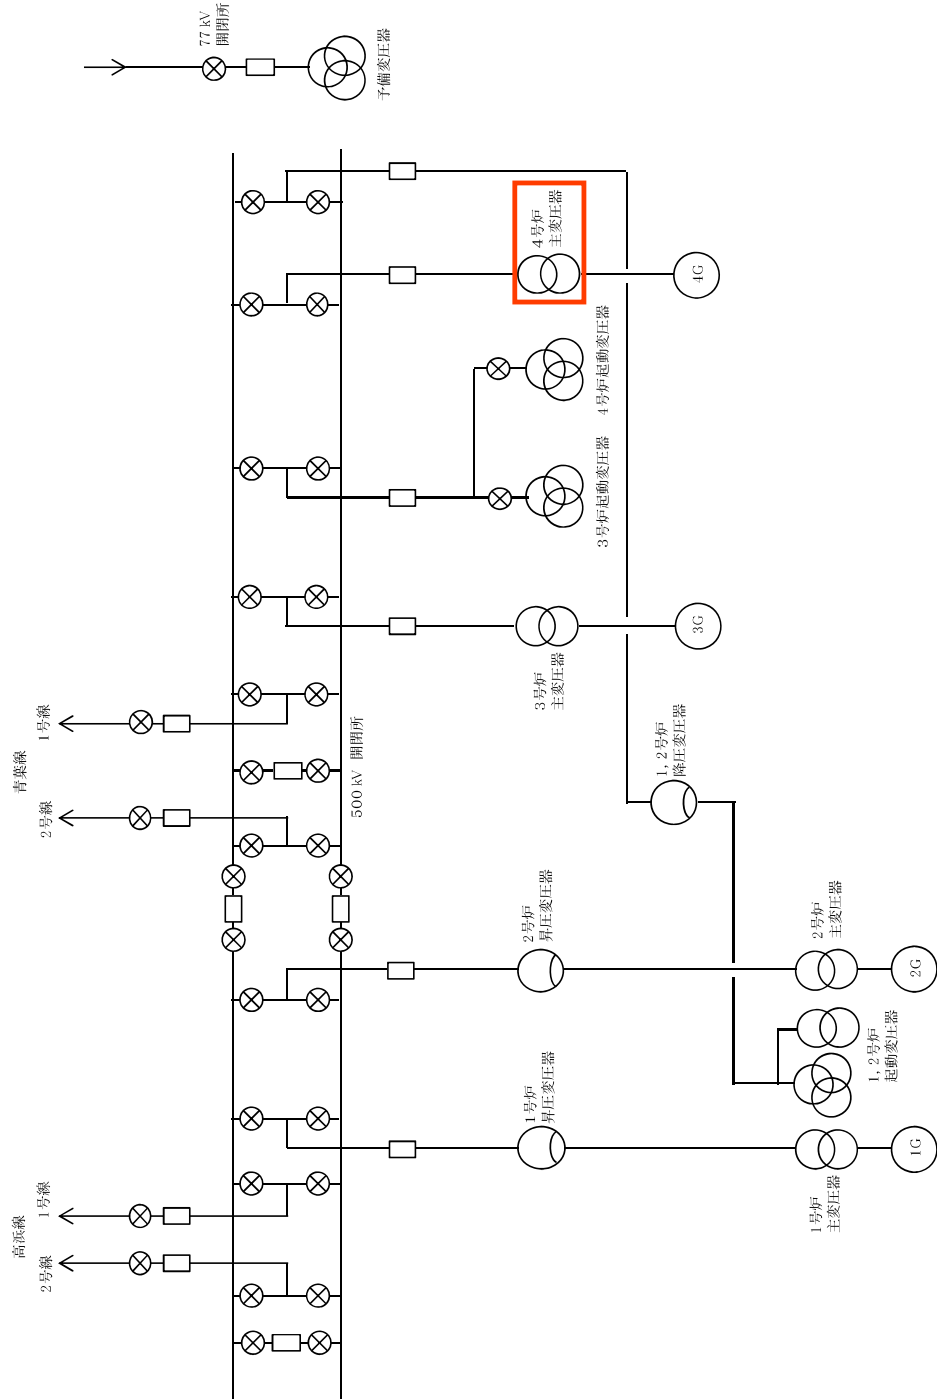 高浜線
2号線
1号線
青葉線
2号線
1号線
77 kV
開閉所
予備変圧器
500 kV 開閉所
1号炉
昇圧変圧器
2号炉
昇圧変圧器
3号炉
主変圧器
3号炉起動変圧器
4号炉起動変圧器
4号炉
主変圧器
1,2号炉
降圧変圧器
3G
4G
1号炉
主変圧器
1,2号炉
起動変圧器
2号炉
主変圧器
1G
2G